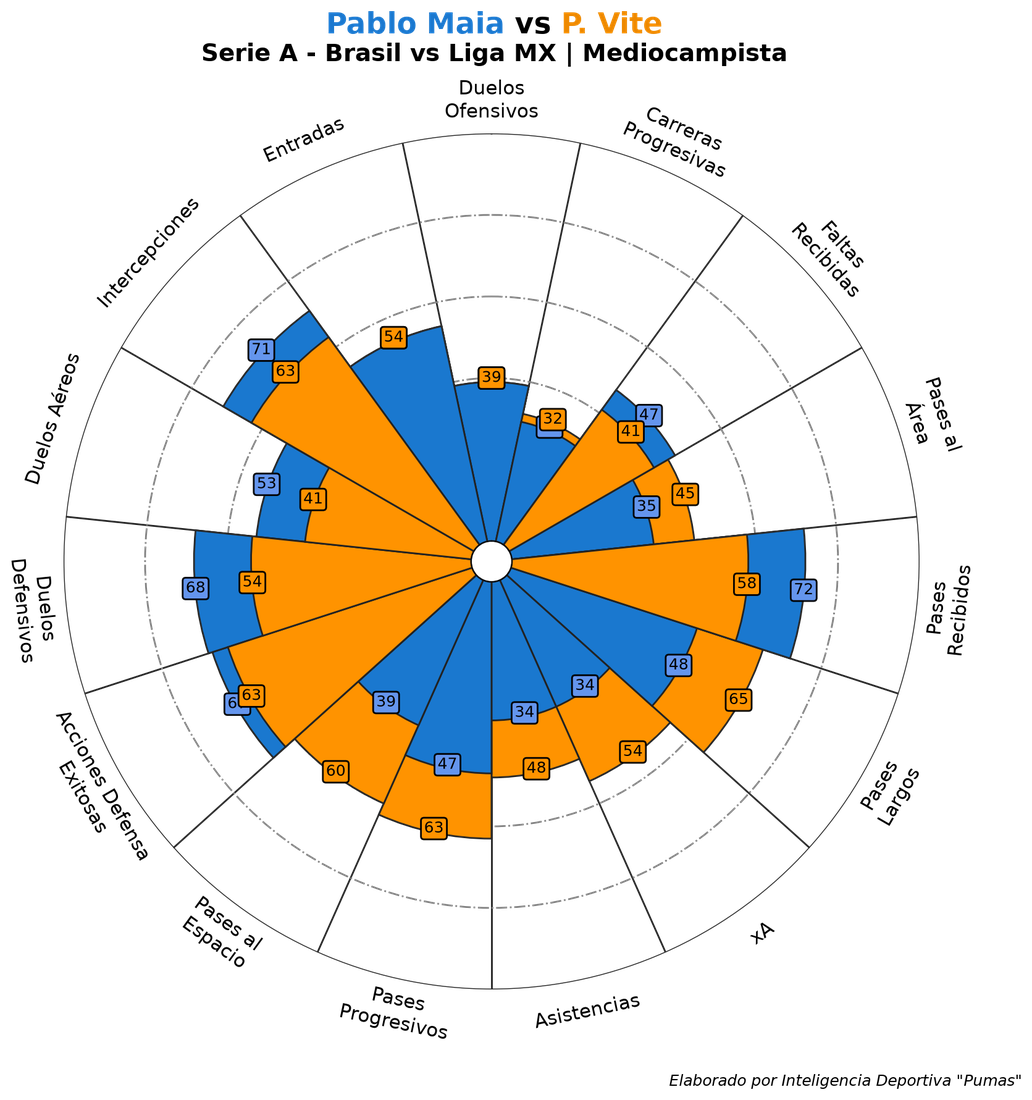 Pablo Maia vs P. Vite
Serie A - Brasil vs Liga MX | Mediocampista
Duelos
Ofensivos
Carreras
Progresivas
Faltas
Recibidas
Pases al
Área
Pases
Recibidos
Pases
Largos
xA
Asistencias
Pases
Progresivos
Pases al
Espacio
Acciones Defensa
Exitosas
Duelos
Defensivos
Duelos Aéreos
Intercepciones
Entradas
39
32
47
41
45
35
58
72
48
65
34
54
34
48
47
63
39
60
63
68
54
53
41
71
63
54
Elaborado por Inteligencia Deportiva "Pumas"